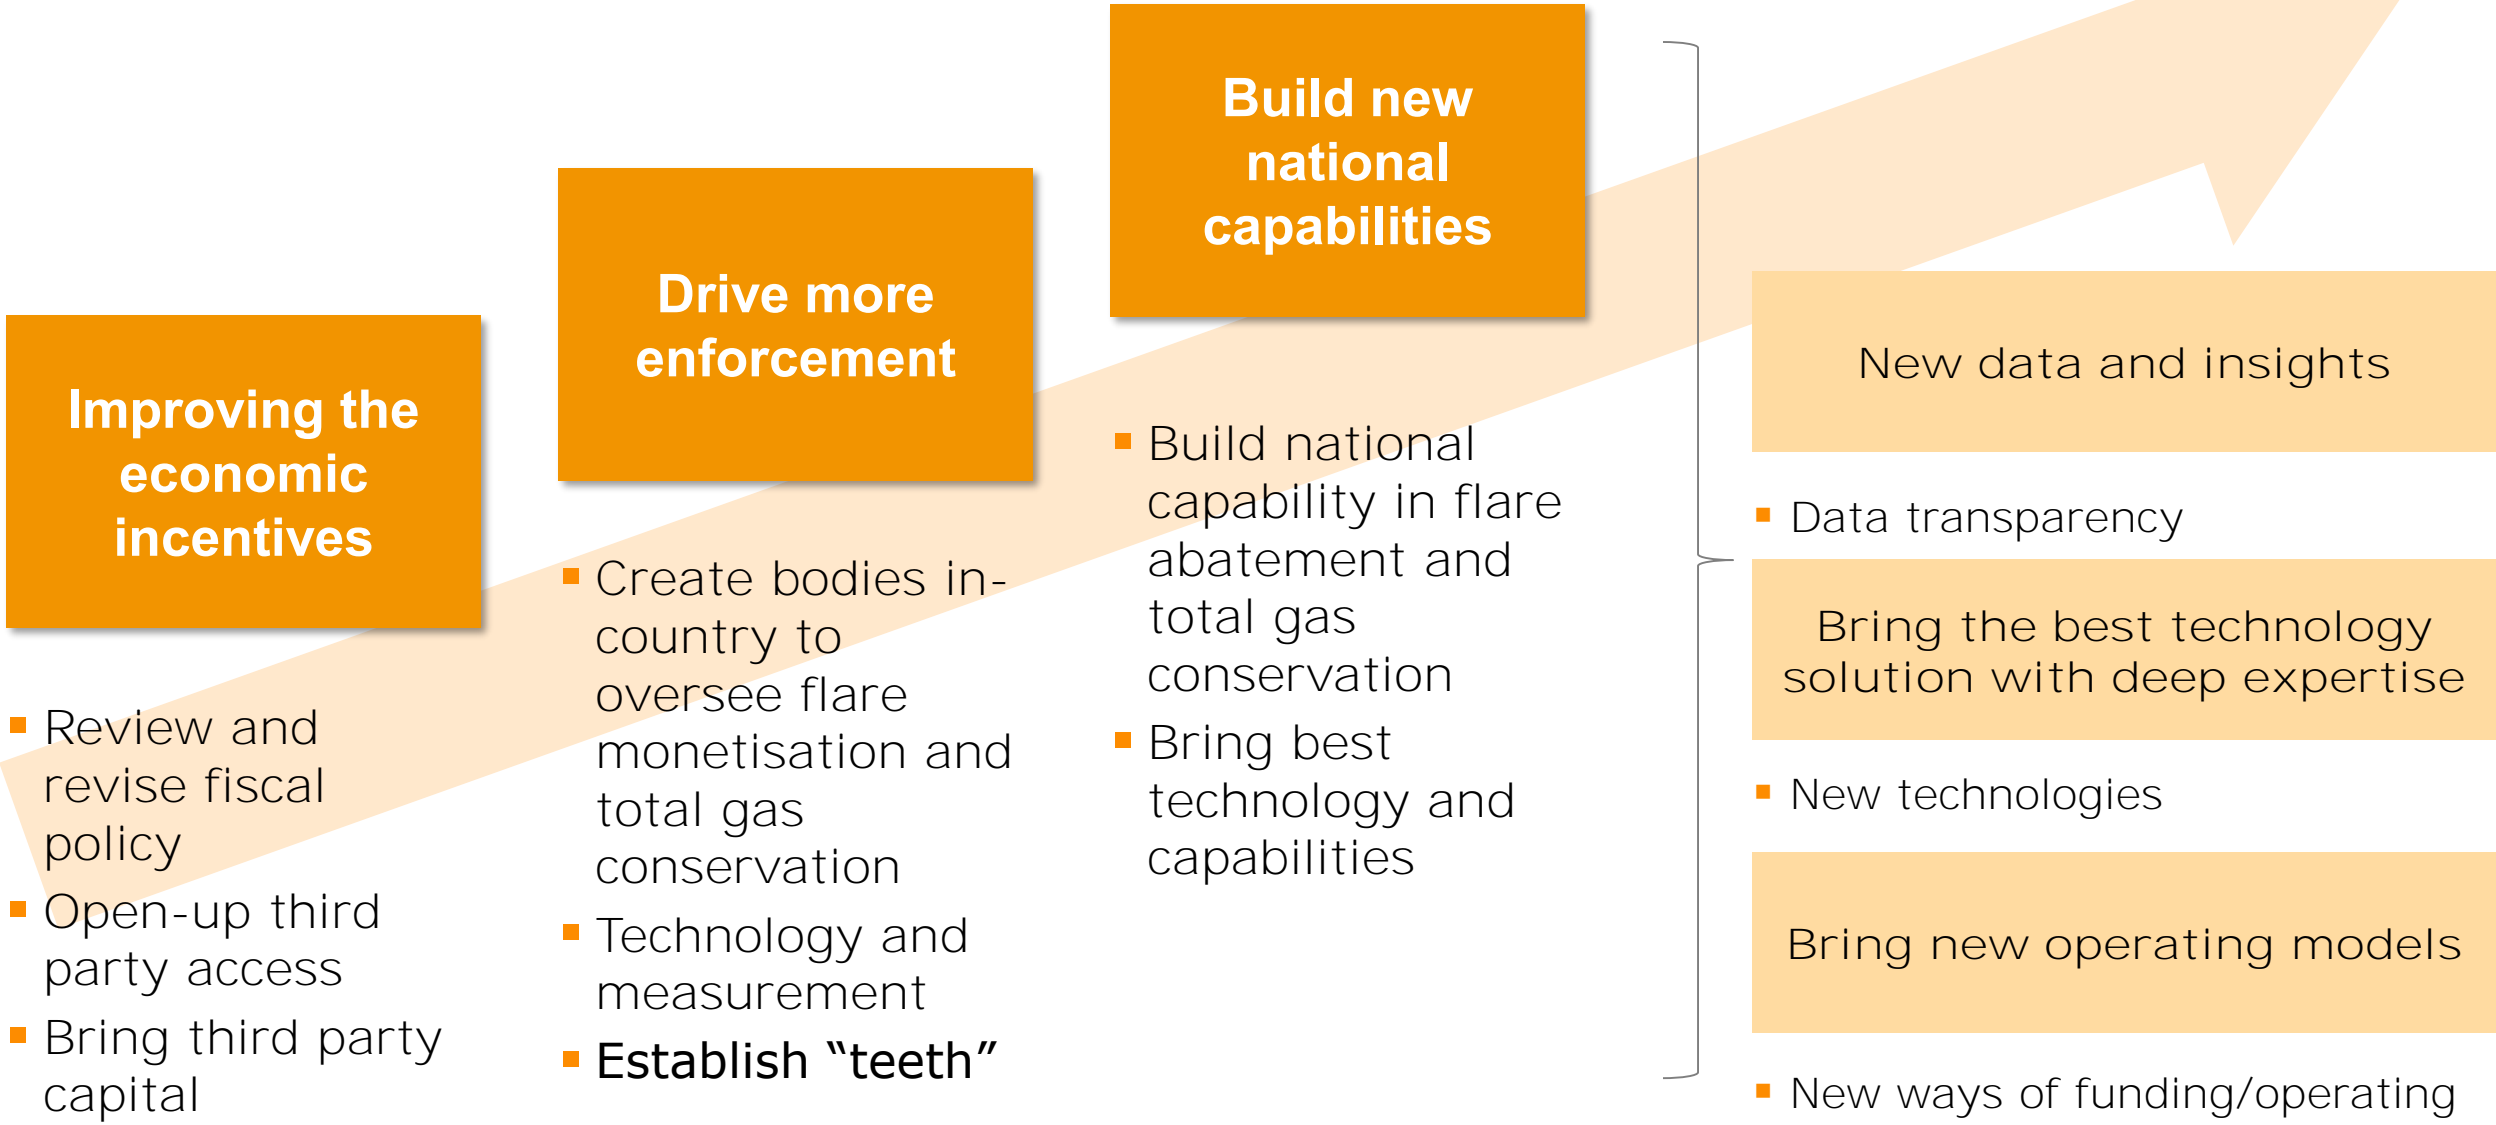 Improving the
economic
incentives
Review and
revise fiscal
policy
Open-up third
party access
Bring third party
capital
Drive more
enforcement
Create bodies in-
country to
oversee flare
monetisation and
total gas
conservation
Technology and
measurement
Establish “teeth”
Build new
national
capabilities
Build national
capability in flare
abatement and
total gas
conservation
Bring best
technology and
capabilities
New data and insights
Data transparency
Bring the best technology
solution with deep expertise
New technologies
Bring new operating models
New ways of funding/operating